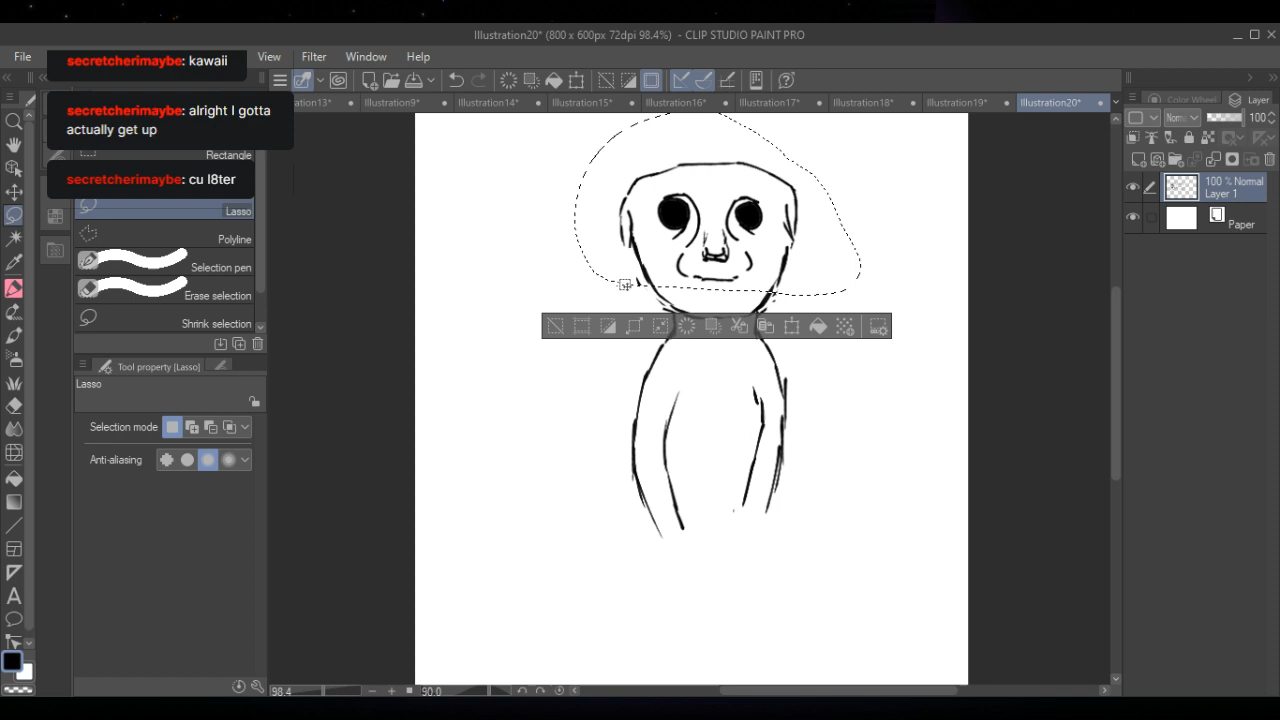 Illustration20* (800 x 600px 72dpi 98.4%) - CLIP STUDIO PAINT PRO
File
View
Filter
Window
Help
secretcherimaybe: kawaii
secretcherimaybe: alright I gotta
actually get up
secretcherimaybe: cu l8ter
Illustration9*
Illustration14*
Illustration15*
Illustration16*
Illustration17*
Illustration18*
Illustration19*
Illustration20*
Color Wheel
Layer
100
Rectangle
Lasso
Polyline
Selection pen
Erase selection
Shrink selection
Tool property [Lasso]
Lasso
Selection mode
Anti-aliasing
100 % Normal
Layer 1
Paper
98.4
90.0